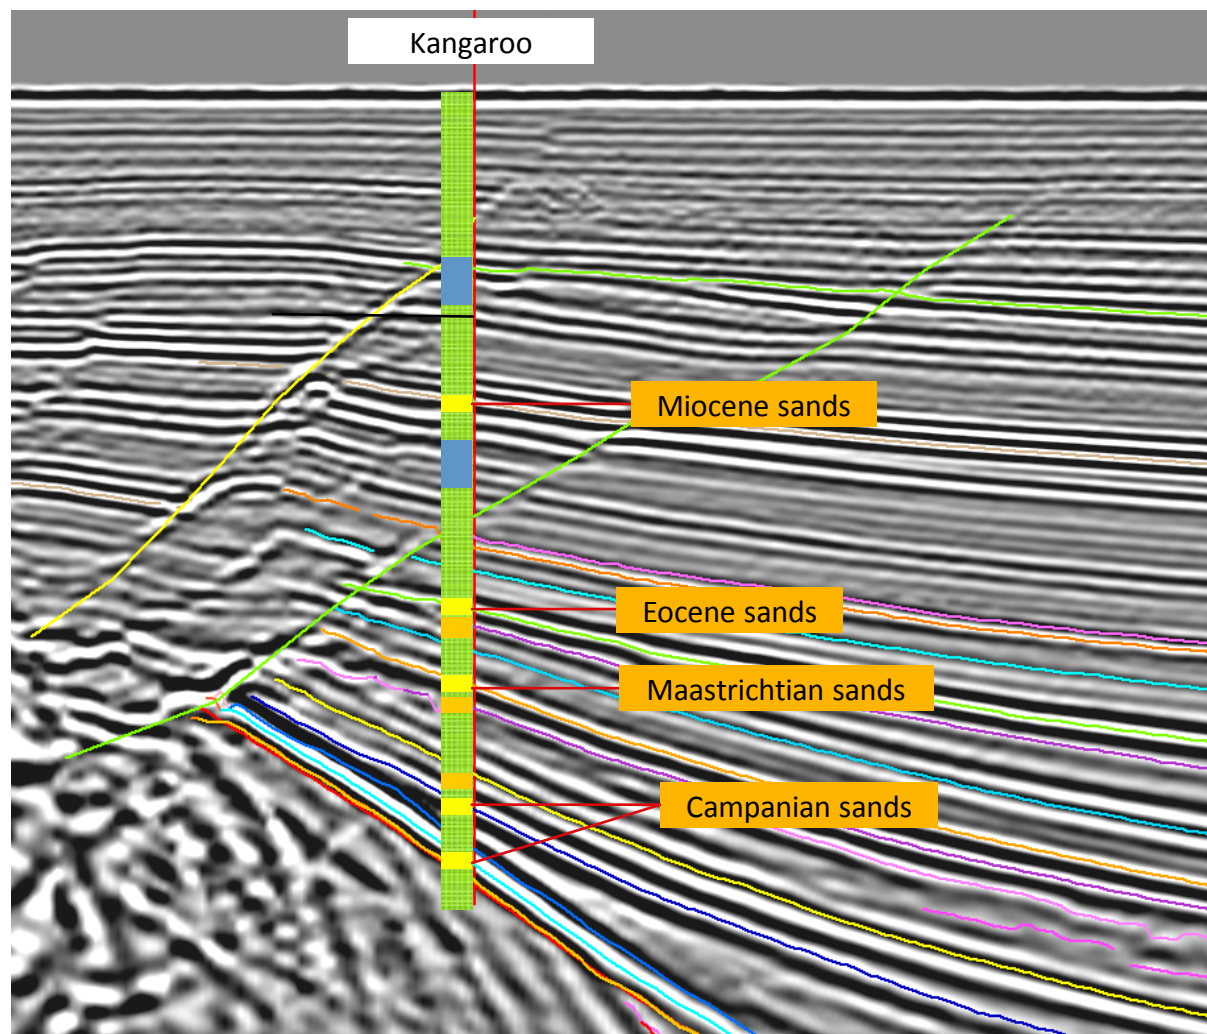 Kangaroo
Miocene sands
Eocene sands
Maastrichtian sands
Campanian sands